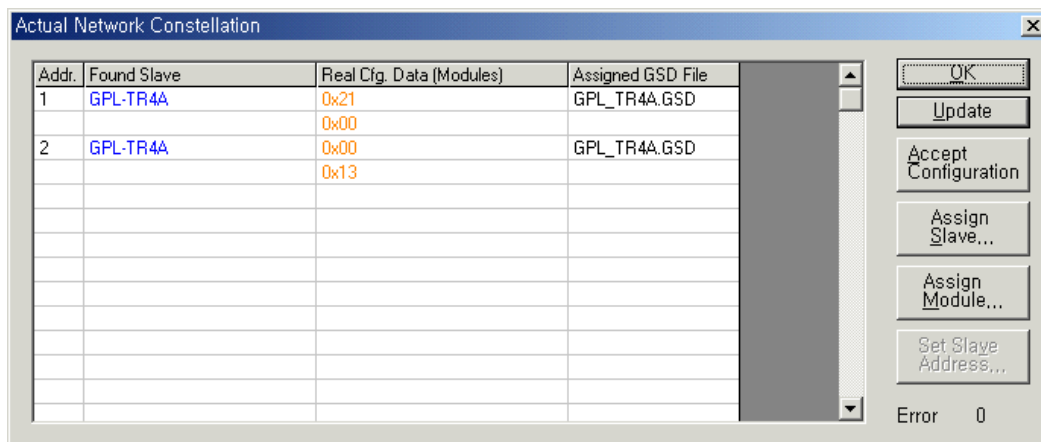 Actual Network Constellation
Addr. Found Slave Real Cfg. Data (Modules) Assigned GSD File
1 GPL-TR4A 0x21 GPL_TR4A.GSD
0x00
2 GPL-TR4A 0x00 GPL_TR4A.GSD
0x13
OK
Update
Accept
Configuration
Assign
Slave...
Assign
Module...
Set Slave
Address...
Error 0